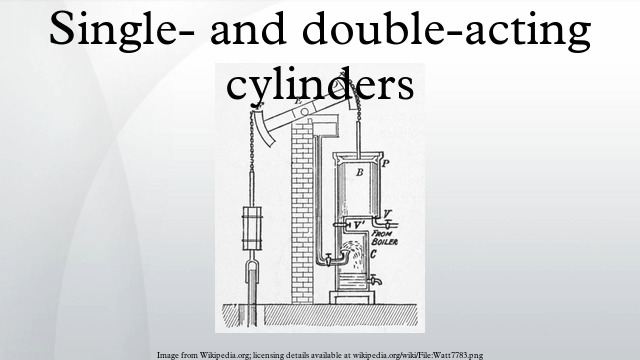 Single- and double-acting
cylinders
E
P
B
V
V'
FROM
BOILER
C
Image from Wikipedia.org; licensing details available at wikipedia.org/wiki/File:Watt7783.png